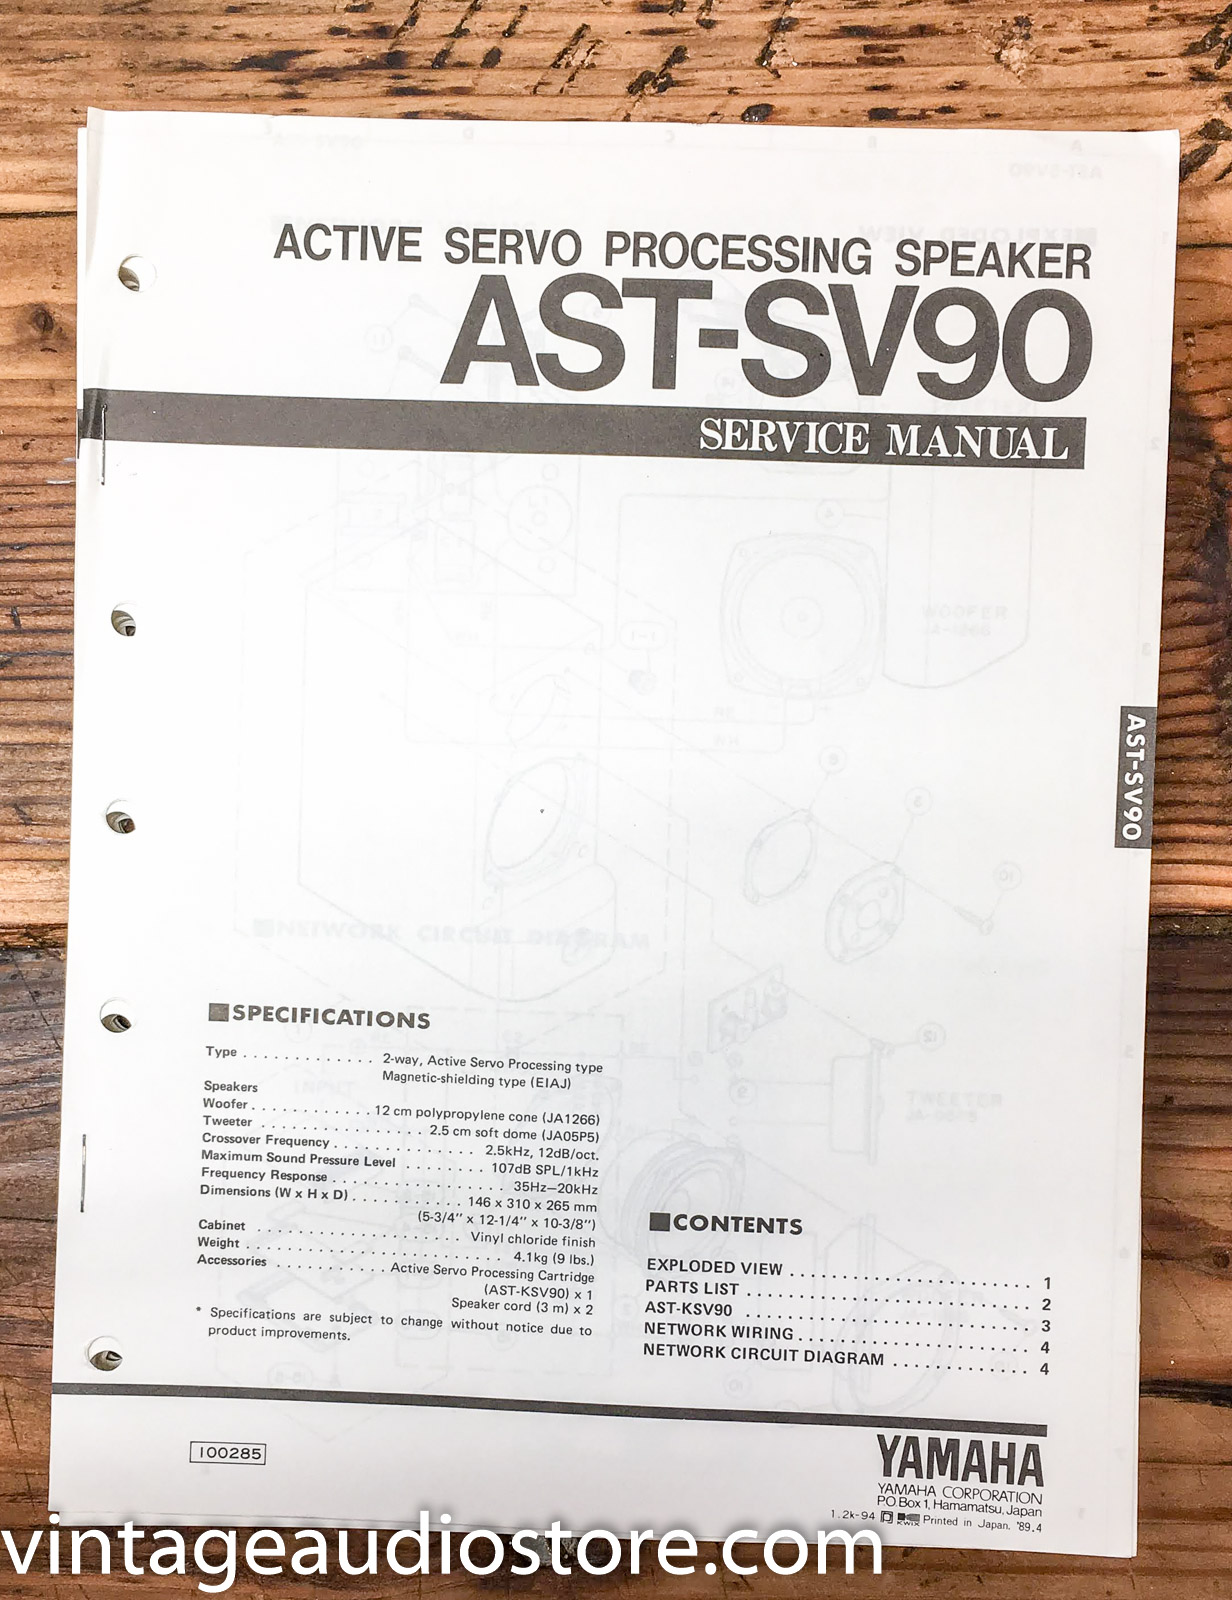 ACTIVE SERVO PROCESSING SPEAKER
AST-SV90
SERVICE MANUAL
AST-SV90
■SPECIFICATIONS
Type . . . . . . . . . . . . . 2-way, Active Servo Processing type
Magnetic-shielding type (EIAJ)
Speakers
Woofer . . . . . . . . . . . . 12 cm polypropylene cone (JA1266)
Tweeter . . . . . . . . . . . . . . . . 2.5 cm soft dome (JA05P5)
Crossover Frequency . . . . . . . . . . . . . . 2.5kHz, 12dB/oct.
Maximum Sound Pressure Level . . . . . . . . 107dB SPL/1kHz
Frequency Response . . . . . . . . . . . . . . . . . 35Hz—20kHz
Dimensions (W x H x D) . . . . . . . . . . . 146 x 310 x 265 mm
(5-3/4" x 12-1/4" x 10-3/8")
Cabinet . . . . . . . . . . . . . . . . . . . . Vinyl chloride finish
Weight . . . . . . . . . . . . . . . . . . . . . . . . . 4.1kg (9 lbs.)
Accessories . . . . . . . . . . . Active Servo Processing Cartridge
(AST-KSV90) x 1
Speaker cord (3 m) x 2
* Specifications are subject to change without notice due to
product improvements.
■CONTENTS
EXPLODED VIEW . . . . . . . . . . . . . . . . . . . . . . . . 1
PARTS LIST . . . . . . . . . . . . . . . . . . . . . . . . . . . . 2
AST-KSV90 . . . . . . . . . . . . . . . . . . . . . . . . . . . . 3
NETWORK WIRING . . . . . . . . . . . . . . . . . . . . . . . 4
NETWORK CIRCUIT DIAGRAM . . . . . . . . . . . . . . 4
100285
YAMAHA
YAMAHA CORPORATION
P.O.Box 1, Hamamatsu, Japan
1.2k-94 KWIX Printed in Japan, '89.4
vintageaudiostore.com